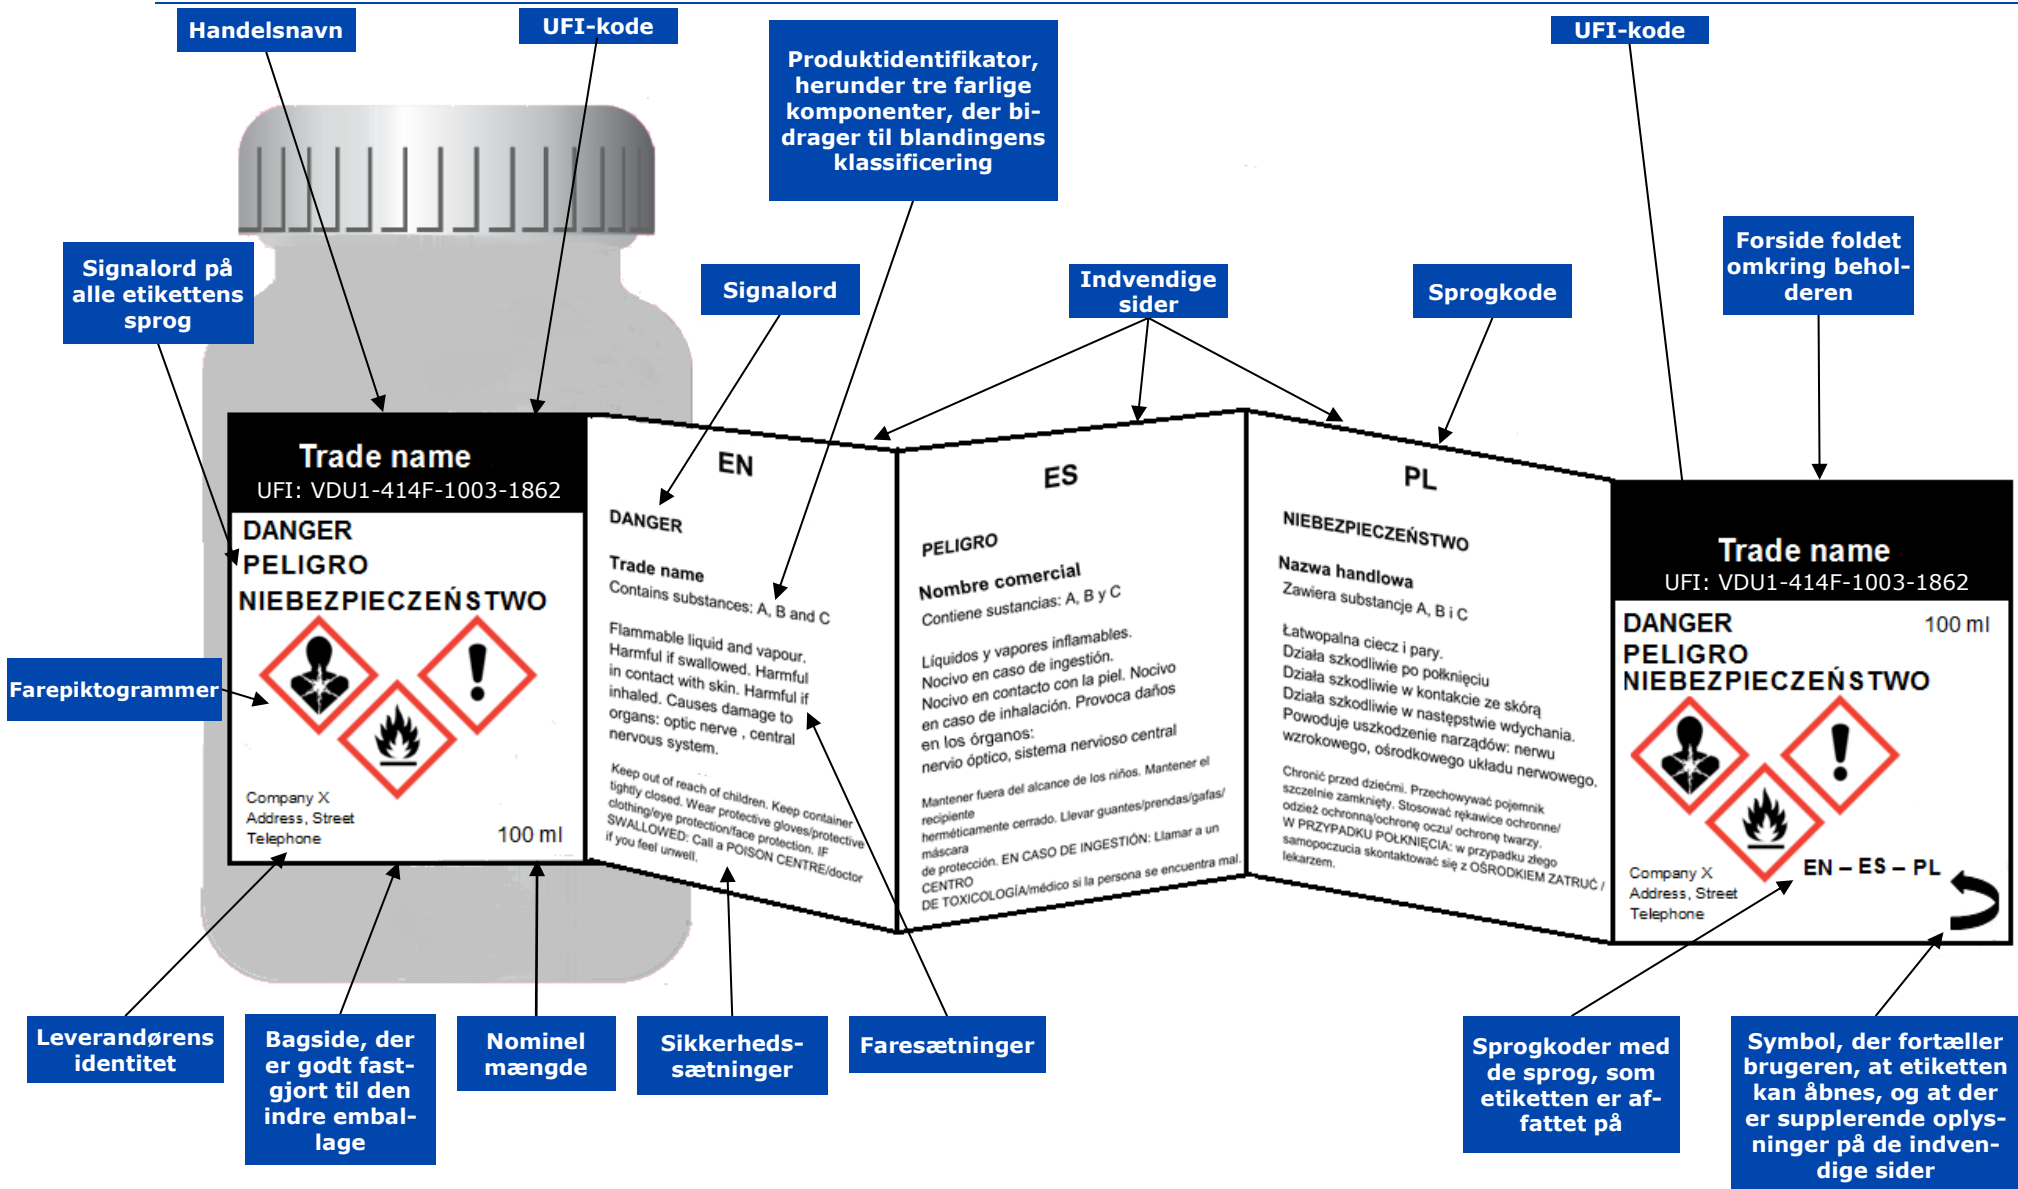 Handelsnavn
UFI-kode
Produktidentifikator,
herunder tre farlige
komponenter, der bi-
drager til blandingens
klassificering
UFI-kode
Signalord på
alle etikettens
sprog
Signalord
Indvendige
sider
Sprogkode
Forside foldet
omkring behol-
deren
Farepiktogrammer
Trade name
UFI: VDU1-414F-1003-1862
DANGER
PELIGRO
NIEBEZPIECZEŃSTWO
Company X
Address, Street
Telephone
100 ml
EN
DANGER
Trade name
Contains substances: A, B and C
Flammable liquid and vapour.
Harmful if swallowed. Harmful
in contact with skin. Harmful if
inhaled. Causes damage to
organs: optic nerve , central
nervous system.
Keep out of reach of children. Keep container
tightly closed. Wear protective gloves/protective
clothing/eye protection/face protection. IF
SWALLOWED: Call a POISON CENTRE/doctor
if you feel unwell.
ES
PELIGRO
Nombre comercial
Contiene sustancias: A, B y C
Líquidos y vapores inflamables.
Nocivo en caso de ingestión.
Nocivo en contacto con la piel. Nocivo
en caso de inhalación. Provoca daños
en los órganos:
nervio óptico, sistema nervioso central
Mantener fuera del alcance de los niños. Mantener el
recipiente
herméticamente cerrado. Llevar guantes/prendas/gafas/
máscara
de protección. EN CASO DE INGESTIÓN: Llamar a un
CENTRO
DE TOXICOLOGÍA/médico si la persona se encuentra mal.
PL
NIEBEZPIECZEŃSTWO
Nazwa handlowa
Zawiera substancje A, B i C
Łatwopalna ciecz i pary.
Działa szkodliwie po połknięciu
Działa szkodliwie w kontakcie ze skórą
Działa szkodliwie w następstwie wdychania.
Powoduje uszkodzenie narządów: nerwu
wzrokowego, ośrodkowego układu nerwowego.
Chronić przed dziećmi. Przechowywać pojemnik
szczelnie zamknięty. Stosować rękawice ochronne/
odzież ochronną/ochronę oczu/ ochronę twarzy.
W PRZYPADKU POŁKNIĘCIA: w przypadku złego
samopoczucia skontaktować się z OŚRODKIEM ZATRUĆ /
lekarzem.
Trade name
UFI: VDU1-414F-1003-1862
DANGER
100 ml
PELIGRO
NIEBEZPIECZEŃSTWO
Company X
Address, Street
Telephone
EN – ES – PL
Leverandørens
identitet
Bagside, der
er godt fast-
gjort til den
indre embal-
lage
Nominel
mængde
Sikkerheds-
sætninger
Faresætninger
Sprogkoder med
de sprog, som
etiketten er af-
fattet på
Symbol, der fortæller
brugeren, at etiketten
kan åbnes, og at der
er supplerende oplys-
ninger på de indven-
dige sider